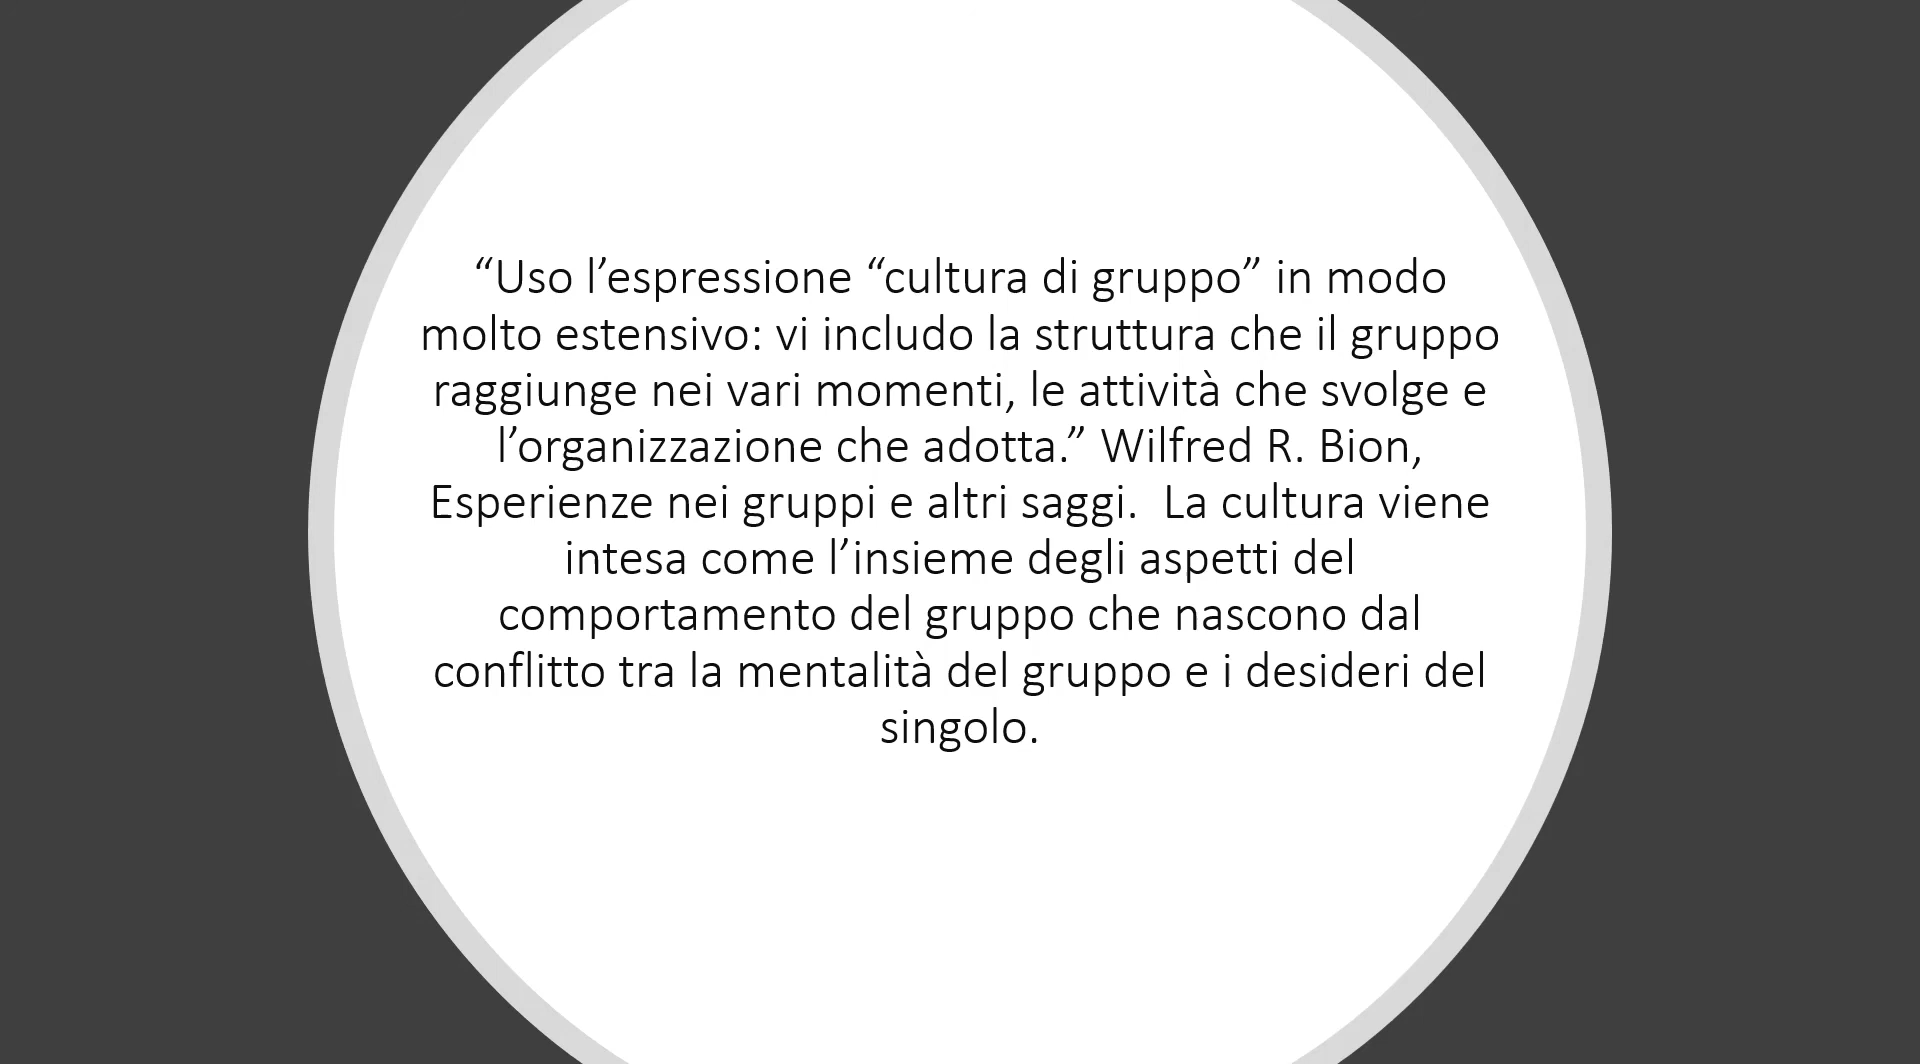 “Uso l’espressione “cultura di gruppo” in modo
molto estensivo: vi includo la struttura che il gruppo
raggiunge nei vari momenti, le attività che svolge e
l’organizzazione che adotta.” Wilfred R. Bion,
Esperienze nei gruppi e altri saggi.  La cultura viene
intesa come l’insieme degli aspetti del
comportamento del gruppo che nascono dal
conflitto tra la mentalità del gruppo e i desideri del
singolo.